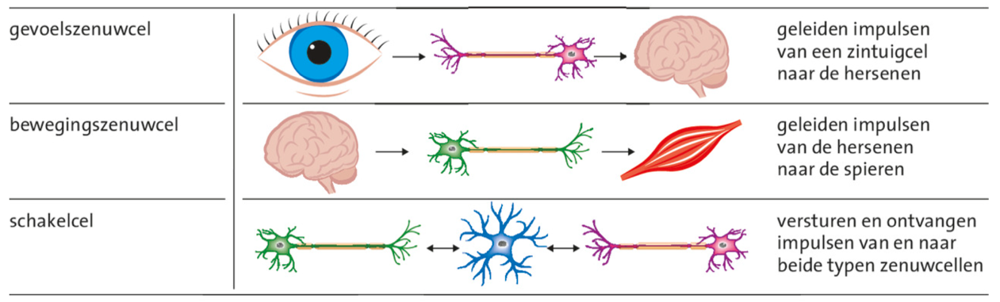 gevoelszenuwcel
geleiden impulsen
van een zintuigcel
naar de hersenen
bewegingszenuwcel
geleiden impulsen
van de hersenen
naar de spieren
schakelcel
versturen en ontvangen
impulsen van en naar
beide typen zenuwcellen